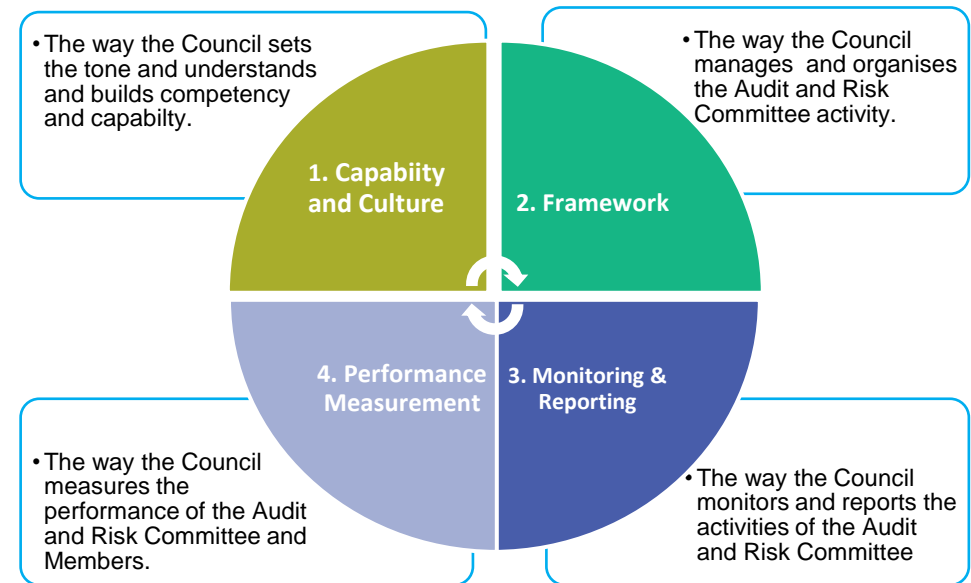 • The way the Council sets
the tone and understands
and builds competency
and capabilty.
• The way the Council
manages and organises
the Audit and Risk
Committee activity.
1. Capabiity
and Culture
2. Framework
4. Performance
Measurement
3. Monitoring &
Reporting
• The way the Council
measures the
performance of the Audit
and Risk Committee and
Members.
• The way the Council
monitors and reports the
activities of the Audit
and Risk Committee